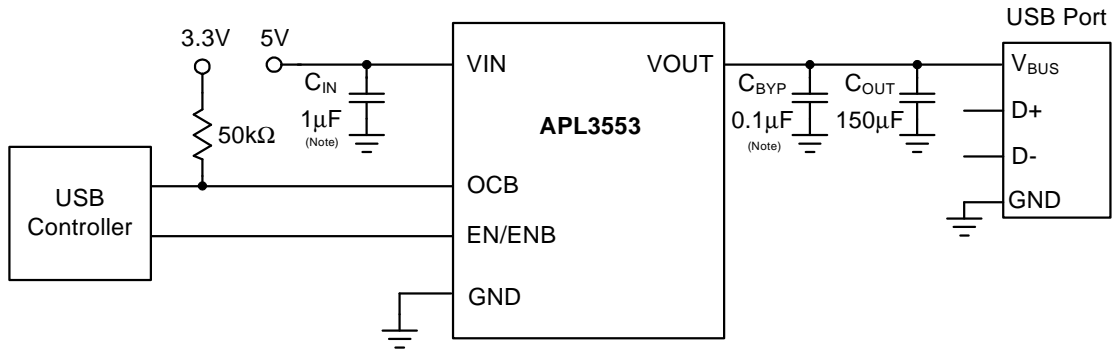 USB Port
3.3V
5V
VIN
VOUT
VBUS
CIN
CBYP
COUT
1μF
(Note)
0.1μF
(Note)
150μF
APL3553
D+
50kΩ
D-
USB
Controller
OCB
GND
EN/ENB
GND